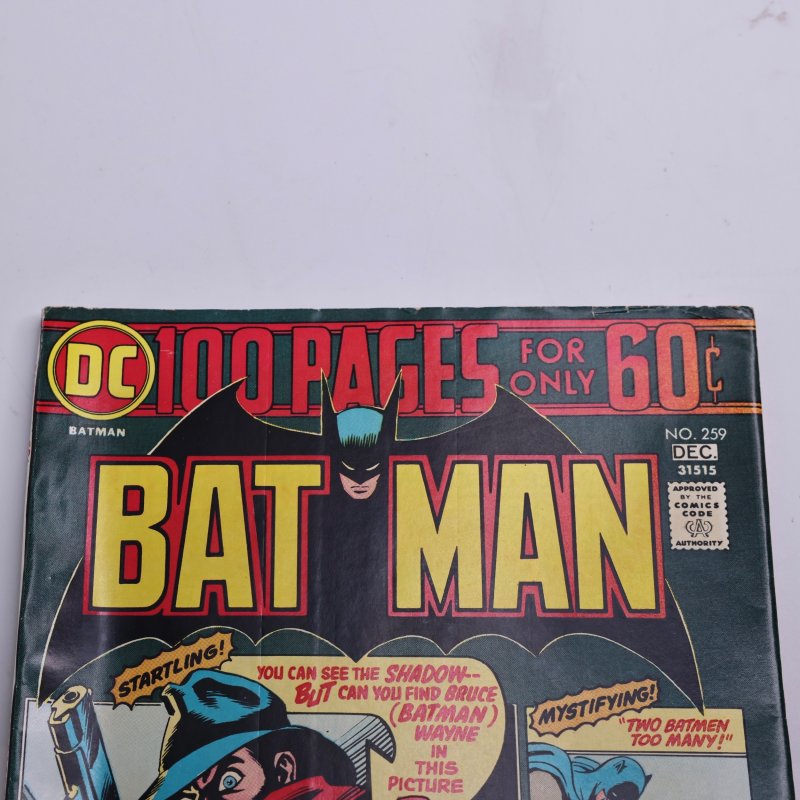 DC 100 PAGES FOR ONLY 60¢
BATMAN
NO. 259
DEC.
31515
APPROVED
BY THE
COMICS
CODE
AUTHORITY
BATMAN
STARTLING!
YOU CAN SEE THE SHADOW--
BUT CAN YOU FIND BRUCE
(BATMAN)
WAYNE
IN
THIS
PICTURE
MYSTIFYING!
"TWO BATMEN
TOO MANY!"